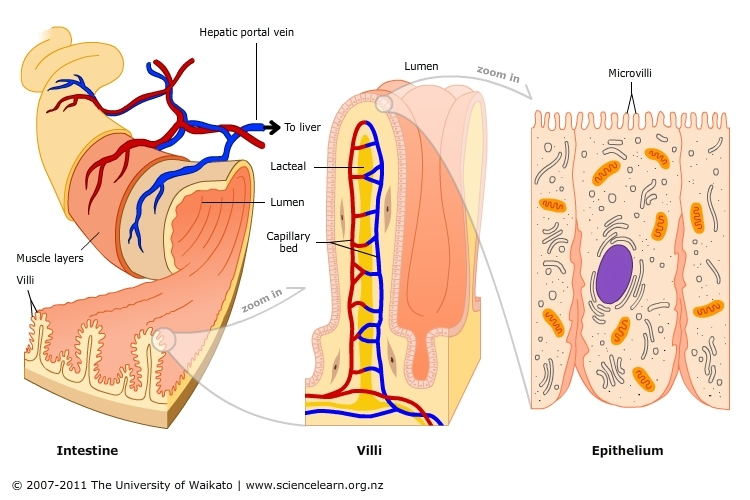 Hepatic portal vein
Lumen
zoom in
Microvilli
To liver
Lacteal
Lumen
Capillary
bed
Muscle layers
Villi
zoom in
Intestine
Villi
Epithelium
© 2007-2011 The University of Waikato | www.sciencelearn.org.nz